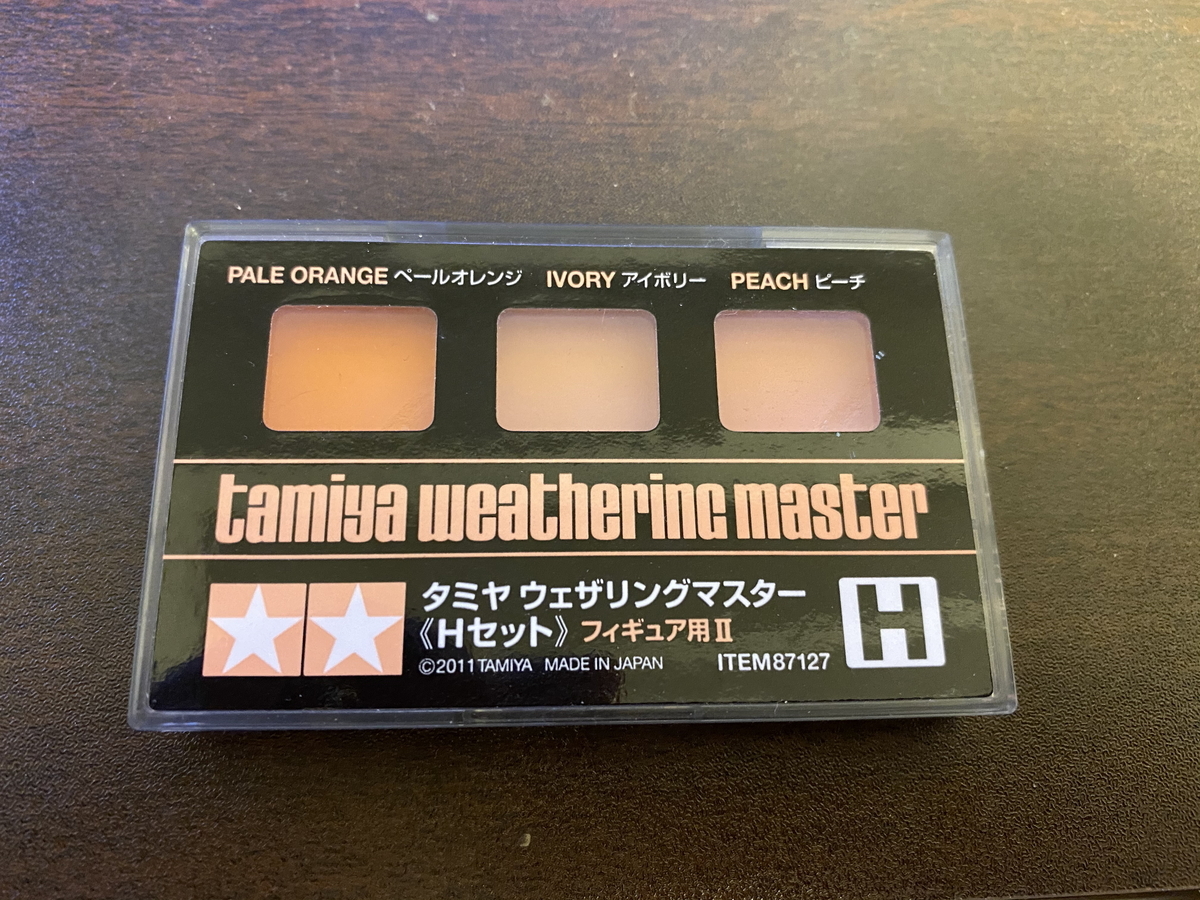 PALE ORANGE ペールオレンジ IVORY アイボリー PEACH ピーチ
tamiya weathering master
タミヤ ウェザリングマスター
《Hセット》 フィギュア用Ⅱ
©2011 TAMIYA MADE IN JAPAN ITEM87127
H